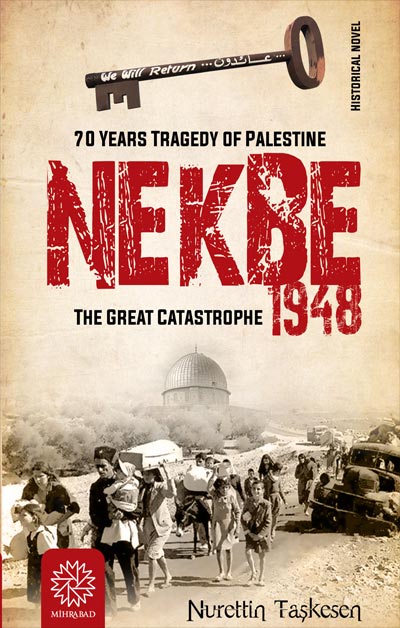 We Will Return ... عـائـدون ...
HISTORICAL NOVEL
70 YEARS TRAGEDY OF PALESTINE
NEKBE
1948
THE GREAT CATASTROPHE
MİHRABAD
Nurettin Taşkesen